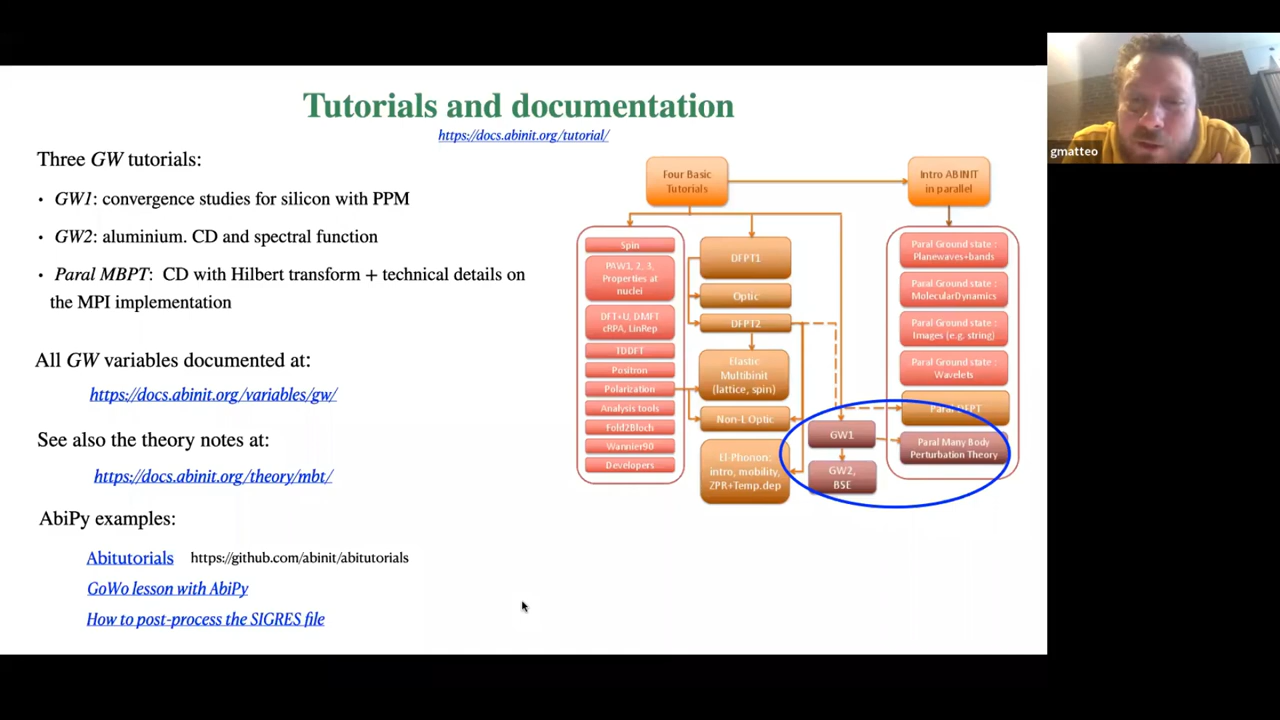 Tutorials and documentation
https://docs.abinit.org/tutorial/
Three GW tutorials:
• GW1: convergence studies for silicon with PPM
• GW2: aluminium. CD and spectral function
• Paral MBPT: CD with Hilbert transform + technical details on
the MPI implementation
All GW variables documented at:
https://docs.abinit.org/variables/gw/
See also the theory notes at:
https://docs.abinit.org/theory/mbt/
AbiPy examples:
Abitutorials https://github.com/abinit/abitutorials
GoWo lesson with AbiPy
How to post-process the SIGRES file
Four Basic
Tutorials
Intro ABINIT
in parallel
Spin
PAW1, 2, 3,
Properties at
nuclei
DFT+U, DMFT
cRPA, LinRep
TDDFT
Positron
Polarization
Analysis tools
Fold2Bloch
Wannier90
Developers
DFPT1
Optic
DFPT2
Elastic
Multibinit
(lattice, spin)
Non-L Optic
El-Phonon:
intro, mobility,
ZPR+Temp.dep
GW1
GW2,
BSE
Paral Ground state :
Planewaves+bands
Paral Ground state :
MolecularDynamics
Paral Ground state :
Images (e.g. string)
Paral Ground state :
Wavelets
Paral DFPT
Paral Many Body
Perturbation Theory
gmatteo